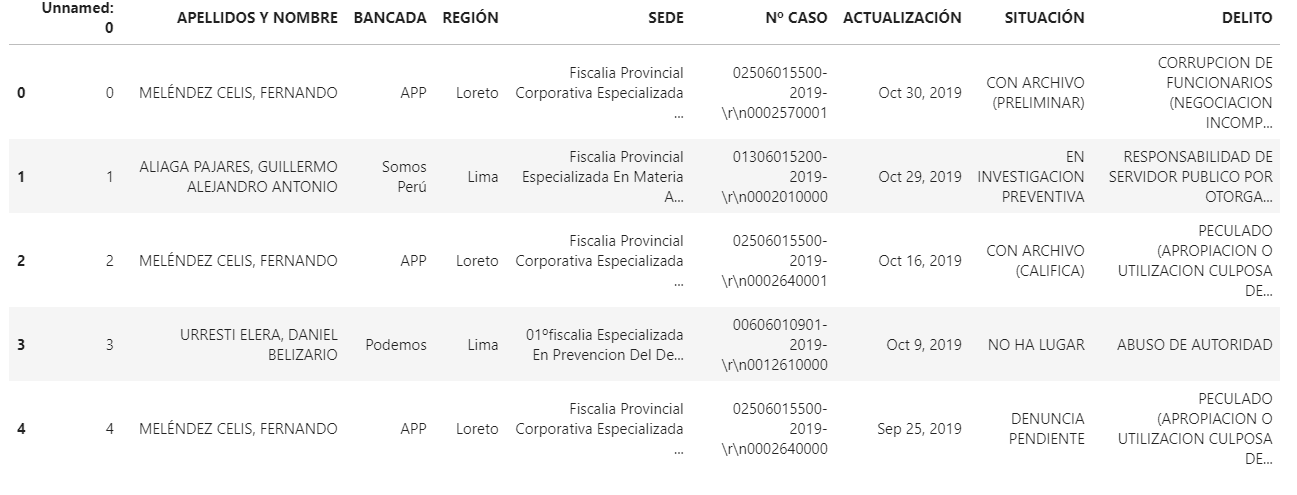 Unnamed: 0 APELLIDOS Y NOMBRE BANCADA REGIÓN SEDE Nº CASO ACTUALIZACIÓN SITUACIÓN DELITO
0 0 MELÉNDEZ CELIS, FERNANDO APP Loreto Fiscalia Provincial Corporativa Especializada ... 02506015500-2019-\r\n0002570001 Oct 30, 2019 CON ARCHIVO (PRELIMINAR) CORRUPCION DE FUNCIONARIOS (NEGOCIACION INCOMP...
1 1 ALIAGA PAJARES, GUILLERMO ALEJANDRO ANTONIO Somos Perú Lima Fiscalia Provincial Especializada En Materia A... 01306015200-2019-\r\n0002010000 Oct 29, 2019 EN INVESTIGACION PREVENTIVA RESPONSABILIDAD DE SERVIDOR PUBLICO POR OTORGA...
2 2 MELÉNDEZ CELIS, FERNANDO APP Loreto Fiscalia Provincial Corporativa Especializada ... 02506015500-2019-\r\n0002640001 Oct 16, 2019 CON ARCHIVO (CALIFICA) PECULADO (APROPIACION O UTILIZACION CULPOSA DE...
3 3 URRESTI ELERA, DANIEL BELIZARIO Podemos Lima 01ºfiscalia Especializada En Prevencion Del De... 00606010901-2019-\r\n0012610000 Oct 9, 2019 NO HA LUGAR ABUSO DE AUTORIDAD
4 4 MELÉNDEZ CELIS, FERNANDO APP Loreto Fiscalia Provincial Corporativa Especializada ... 02506015500-2019-\r\n0002640000 Sep 25, 2019 DENUNCIA PENDIENTE PECULADO (APROPIACION O UTILIZACION CULPOSA DE...